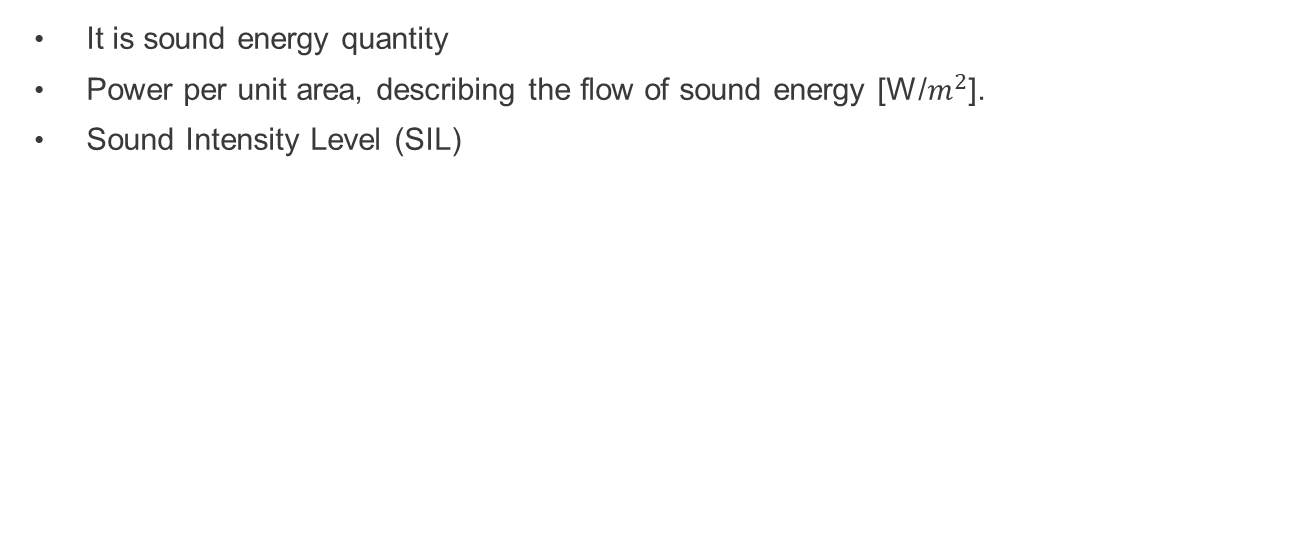 • It is sound energy quantity
• Power per unit area, describing the flow of sound energy [W/m²].
• Sound Intensity Level (SIL)